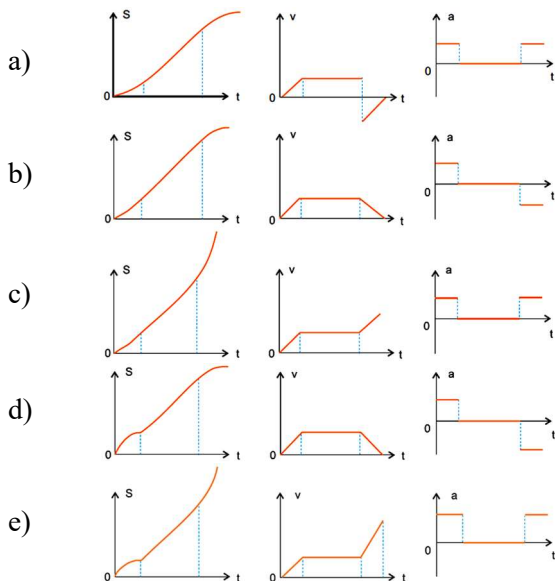 a) S 0 t v 0 t a 0 t
b) S 0 t v 0 t a 0 t
c) S 0 t v 0 t a 0 t
d) S 0 t v 0 t a 0 t
e) S 0 t v 0 t a 0 t